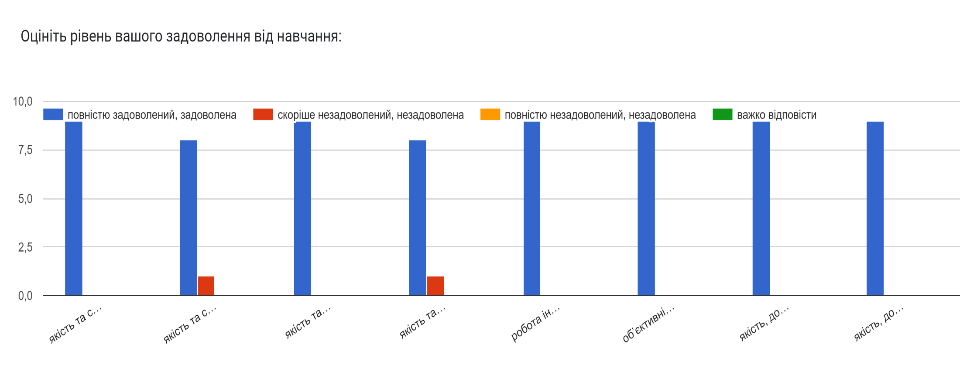 Оцініть рівень вашого задоволення від навчання:
10,0
повністю задоволений, задоволена
скоріше незадоволений, незадоволена
повністю незадоволений, незадоволена
важко відповісти
7,5
5,0
2,5
0,0
якість та с...
якість та с...
якість та...
якість та...
робота ін...
об'єктивні...
якість, до...
якість, до...